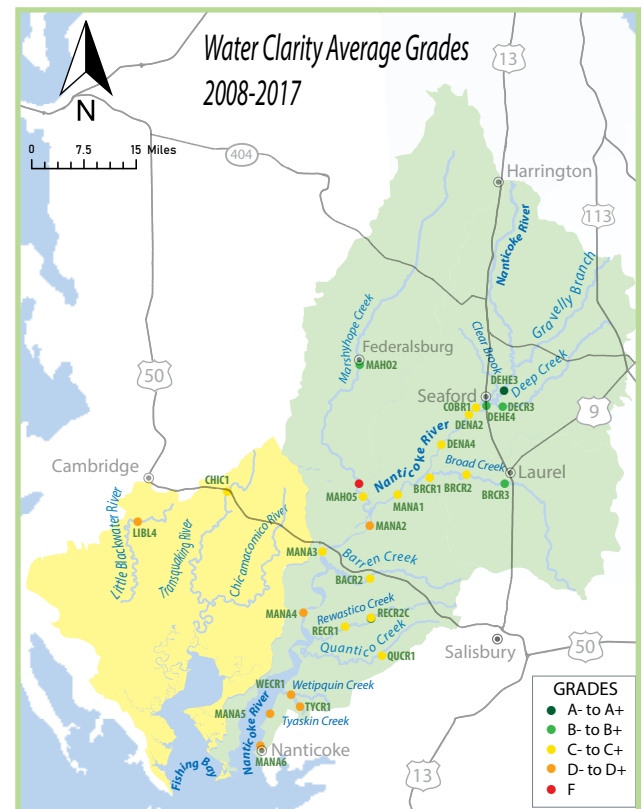 Water Clarity Average Grades
2008-2017
N
0 7.5 15 Miles
13
404
Harrington
113
Nanticoke River
Gravelly Branch
Marshyhope Creek
Federalsburg
MAHO2
Clear Brook
DEHE3
Deep Creek
50
Seaford
COBR1
DECR3
DENA2
DEHE4
9
Nanticoke River
DENA4
Broad Creek
Laurel
Cambridge
CHIC1
MAHO5
MANA1
BRCR1
BRCR2
BRCR3
LIBL4
Little Blackwater River
Transquaking River
Chicamacomico River
MANA2
MANA3
Barren Creek
BACR2
MANA4
Rewastico Creek
RECR2C
RECR1
Quantico Creek
QUCR1
Salisbury
50
WECR1
Wetipquin Creek
TYCR1
MANA5
Tyaskin Creek
Nanticoke River
Nanticoke
MANA6
Fishing Bay
13
GRADES
A- to A+
B- to B+
C- to C+
D- to D+
F